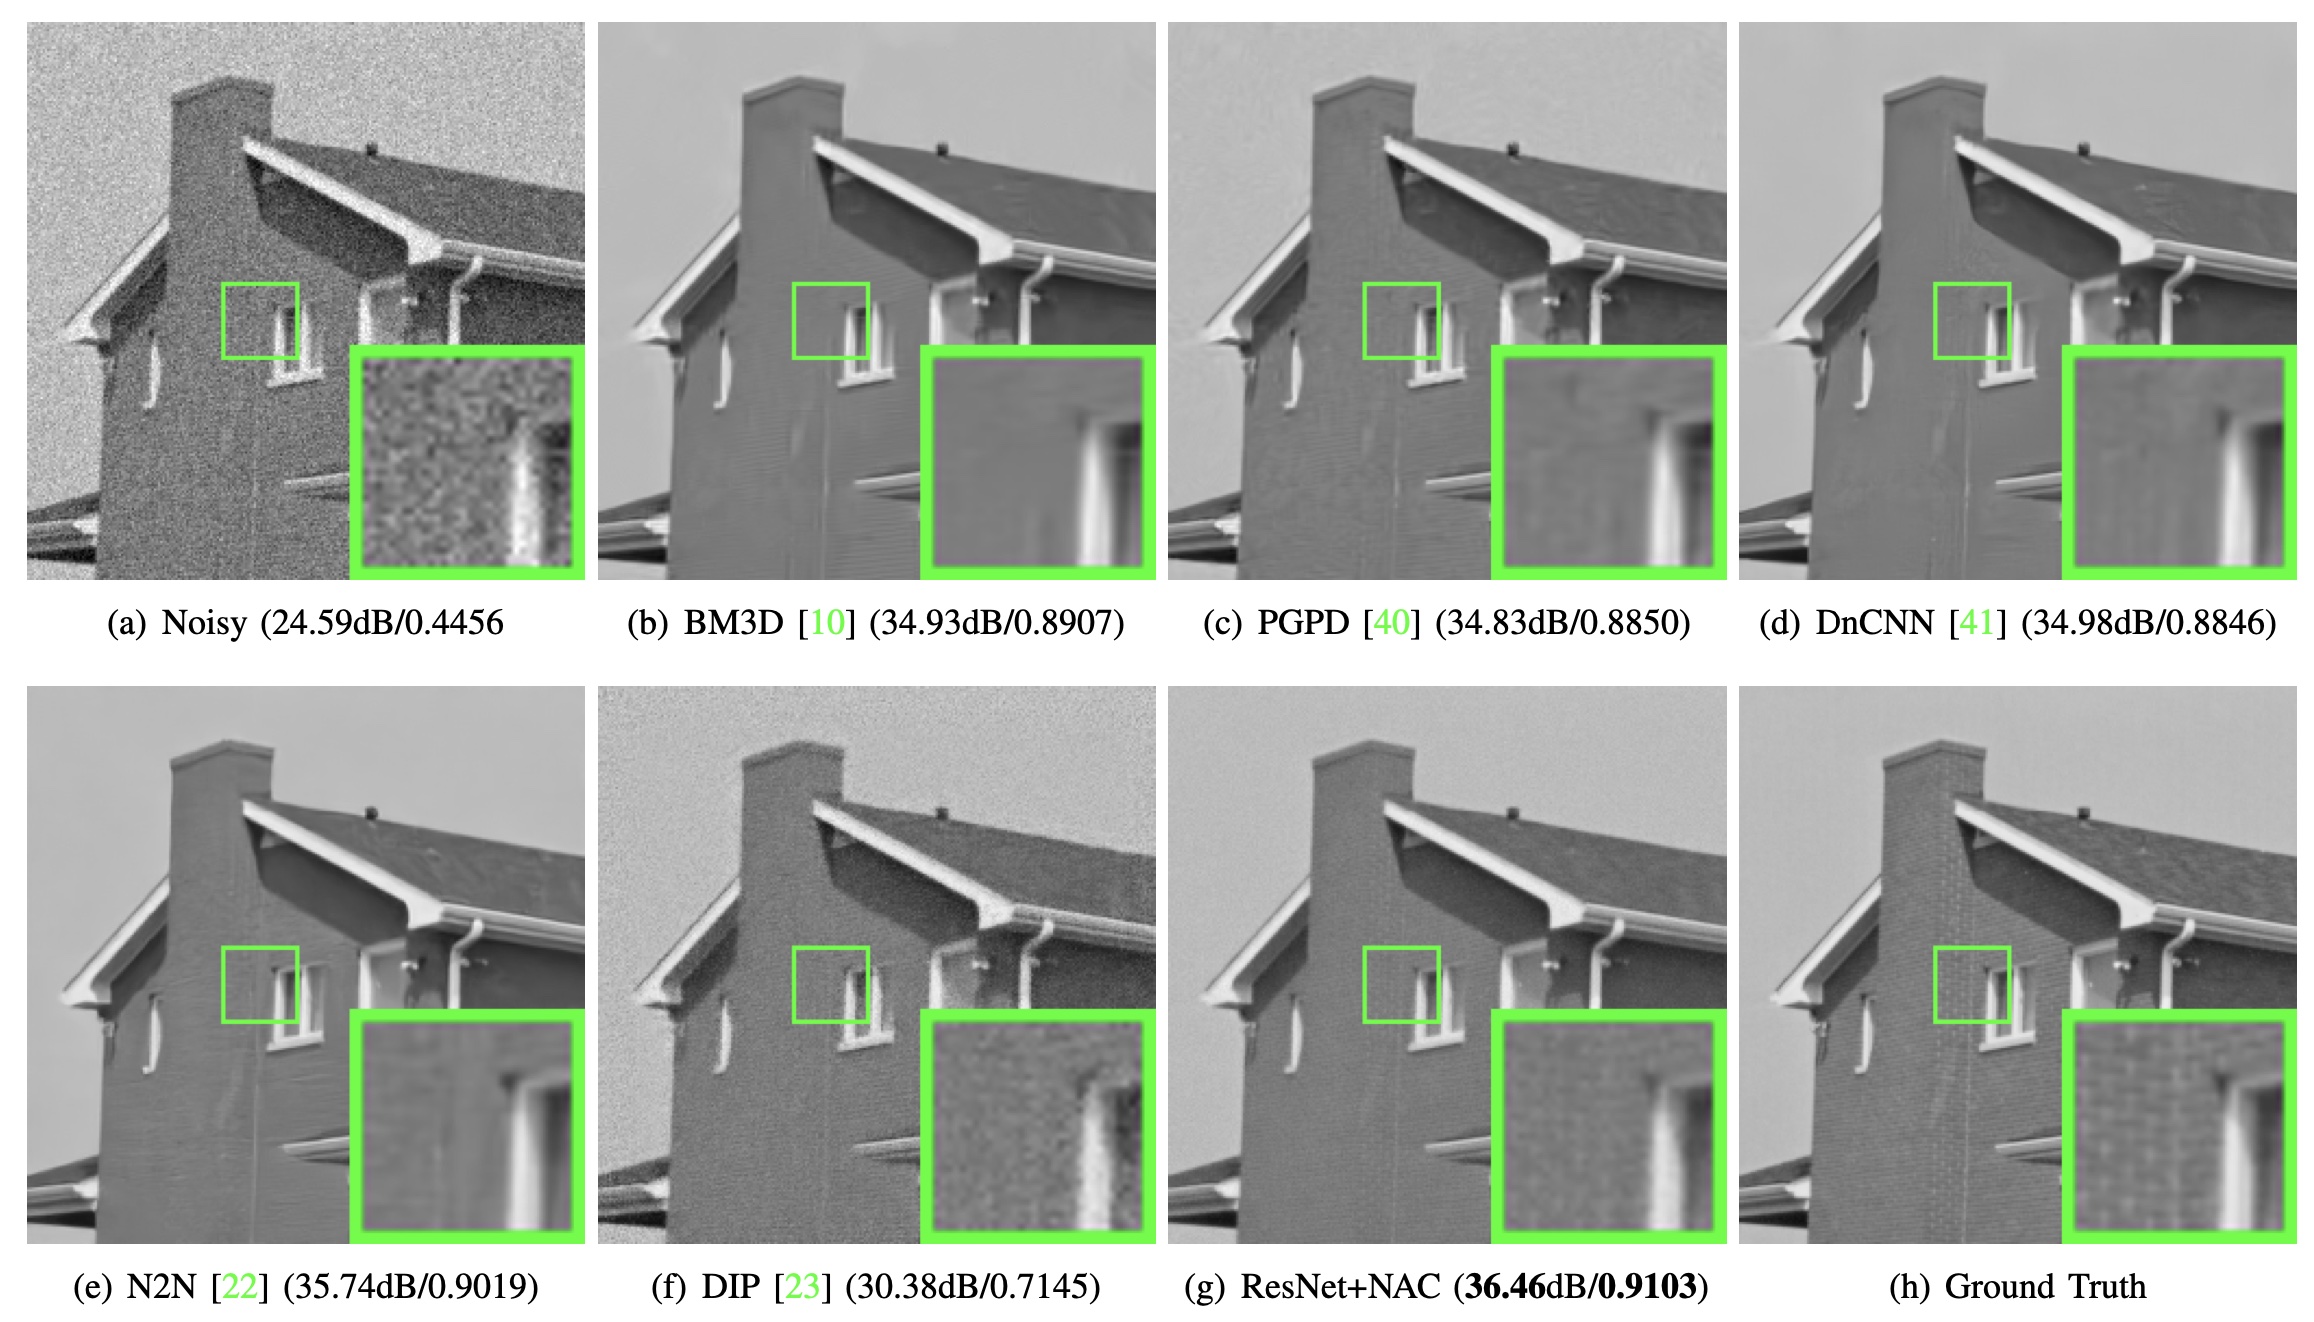 (a) Noisy (24.59dB/0.4456
(b) BM3D [10] (34.93dB/0.8907)
(c) PGPD [40] (34.83dB/0.8850)
(d) DnCNN [41] (34.98dB/0.8846)
(e) N2N [22] (35.74dB/0.9019)
(f) DIP [23] (30.38dB/0.7145)
(g) ResNet+NAC (36.46dB/0.9103)
(h) Ground Truth